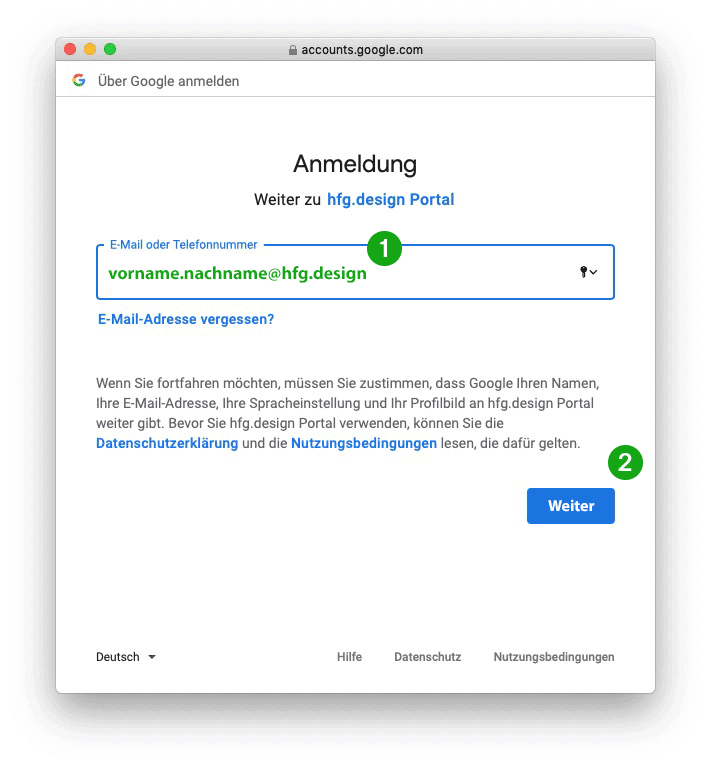 accounts.google.com
Über Google anmelden
Anmeldung
Weiter zu hfg.design Portal
E-Mail oder Telefonnummer
1
vorname.nachname@hfg.design
E-Mail-Adresse vergessen?
Wenn Sie fortfahren möchten, müssen Sie zustimmen, dass Google Ihren Namen,
Ihre E-Mail-Adresse, Ihre Spracheinstellung und Ihr Profilbild an hfg.design Portal
weiter gibt. Bevor Sie hfg.design Portal verwenden, können Sie die
Datenschutzerklärung und die Nutzungsbedingungen lesen, die dafür gelten.
2
Weiter
Deutsch Hilfe Datenschutz Nutzungsbedingungen